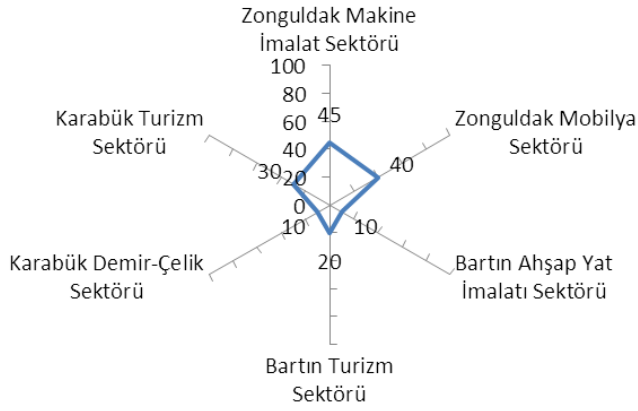 Zonguldak Makine
İmalat Sektörü
100
80
60
40
20
0
45
Zonguldak Mobilya
Sektörü
40
Bartın Ahşap Yat
İmalatı Sektörü
10
Bartın Turizm
Sektörü
20
Karabük Demir-Çelik
Sektörü
10
Karabük Turizm
Sektörü
30